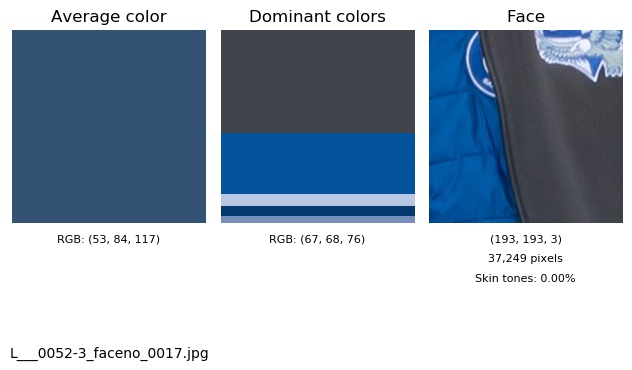 Average color
Dominant colors
Face
RGB: (53, 84, 117)
RGB: (67, 68, 76)
(193, 193, 3)
37,249 pixels
Skin tones: 0.00%
L___0052-3_faceno_0017.jpg